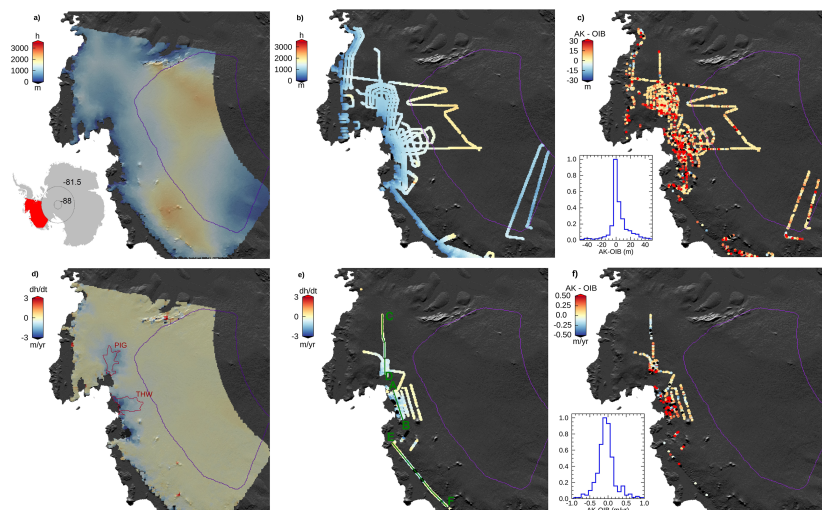 a)
h
3000
2000
1000
0
m
-81.5
-88
b)
h
3000
2000
1000
0
m
c)
AK - OIB
30
15
0
-15
-30
m
1.0
0.8
0.6
0.4
0.2
0.0
-40 -20 0 20 40
AK-OIB (m)
d)
dh/dt
3
-3
m/yr
PIG
THW
e)
dh/dt
3
-3
m/yr
C
f)
AK - OIB
0.50
0.25
0.00
-0.25
-0.50
m/yr
1.0
0.8
0.6
0.4
0.2
0.0
-1.0 -0.5 0.0 0.5 1.0
AK-OIB (m/yr)